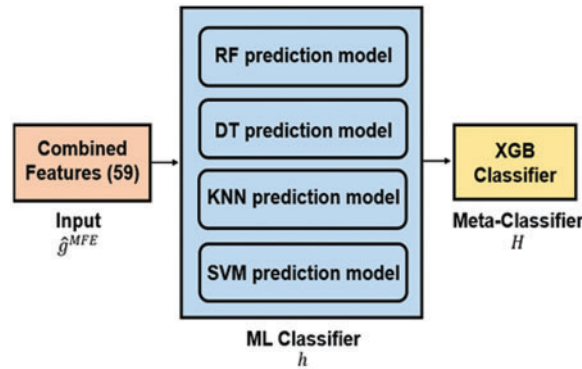 RF prediction model
DT prediction model
KNN prediction model
SVM prediction model
Combined
Features (59)
Input
ĝ^MFE
ML Classifier
h
XGB
Classifier
Meta-Classifier
H